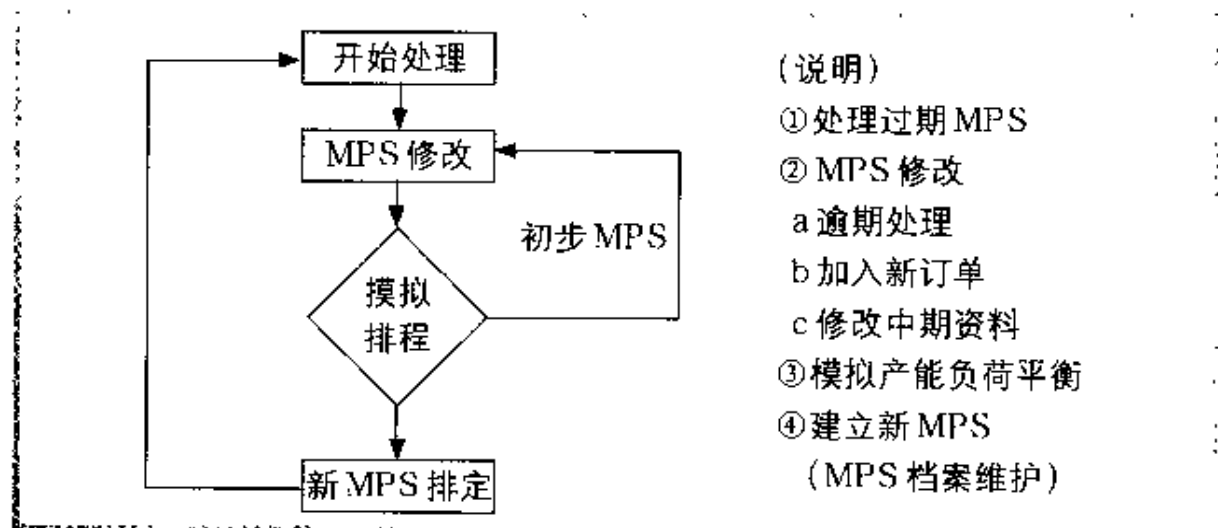 开始处理
MPS修改
初步MPS
摸拟
排程
新MPS排定
(说明)
①处理过期MPS
②MPS修改
a逾期处理
b加入新订单
c修改中期资料
③模拟产能负荷平衡
④建立新MPS
(MPS档案维护)